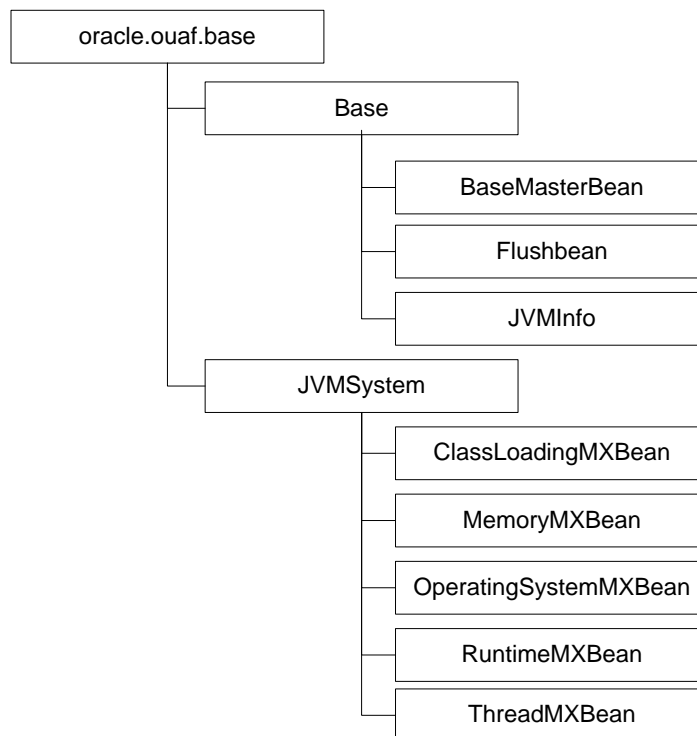 oracle.ouaf.base
Base
BaseMasterBean
Flushbean
JVMInfo
JVMSystem
ClassLoadingMXBean
MemoryMXBean
OperatingSystemMXBean
RuntimeMXBean
ThreadMXBean